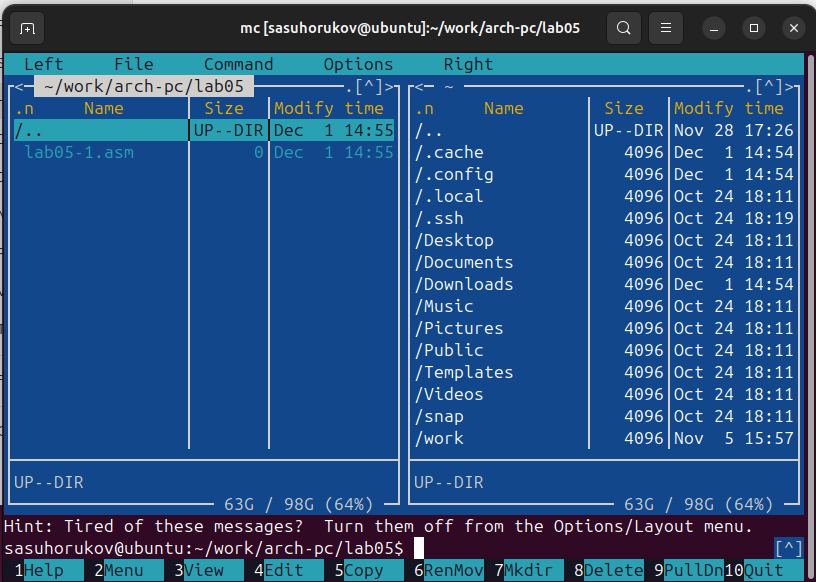 mc [sasuhorukov@ubuntu]:~/work/arch-pc/lab05
Left File Command Options Right
<— ~/work/arch-pc/lab05 .[^]>
.n Name Size Modify time
/.. UP--DIR Dec 1 14:55
lab05-1.asm 0 Dec 1 14:55
UP--DIR
63G / 98G (64%)
<— ~ .[^]>
.n Name Size Modify time
/.. UP--DIR Nov 28 17:26
/.cache 4096 Dec 1 14:54
/.config 4096 Dec 1 14:54
/.local 4096 Oct 24 18:11
/.ssh 4096 Oct 24 18:19
/Desktop 4096 Oct 24 18:11
/Documents 4096 Oct 24 18:11
/Downloads 4096 Dec 1 14:54
/Music 4096 Oct 24 18:11
/Pictures 4096 Oct 24 18:11
/Public 4096 Oct 24 18:11
/Templates 4096 Oct 24 18:11
/Videos 4096 Oct 24 18:11
/snap 4096 Oct 24 18:11
/work 4096 Nov 5 15:57
UP--DIR
63G / 98G (64%)
Hint: Tired of these messages? Turn them off from the Options/Layout menu.
sasuhorukov@ubuntu:~/work/arch-pc/lab05$ [^]
1Help 2Menu 3View 4Edit 5Copy 6RenMov 7Mkdir 8Delete 9PullDn 10Quit